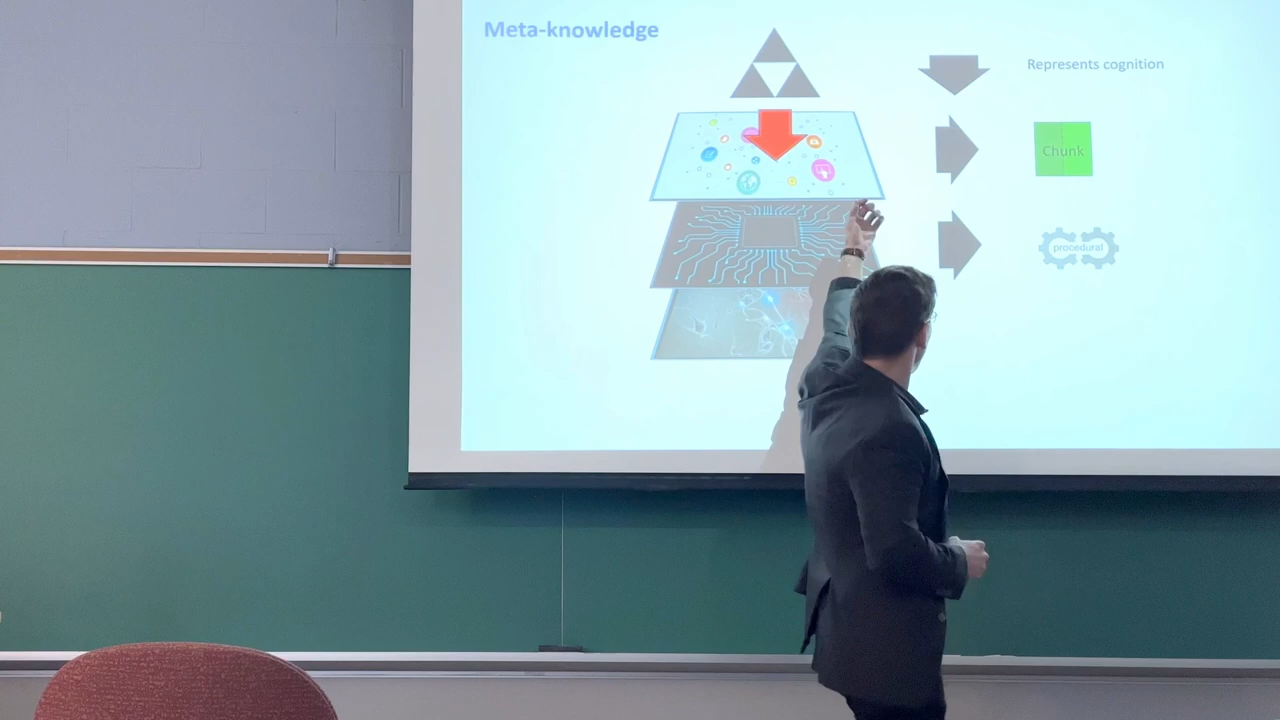 Meta-knowledge
Represents cognition
Chunk
procedural